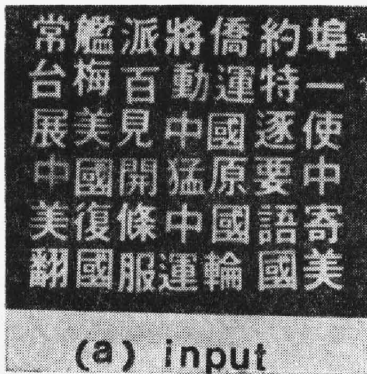 常艦派將僑約埠
台梅百動運特一
展美見中國逐使
中國開猛原要中
美復條中國語寄
翻國服運輪國美
(a) input